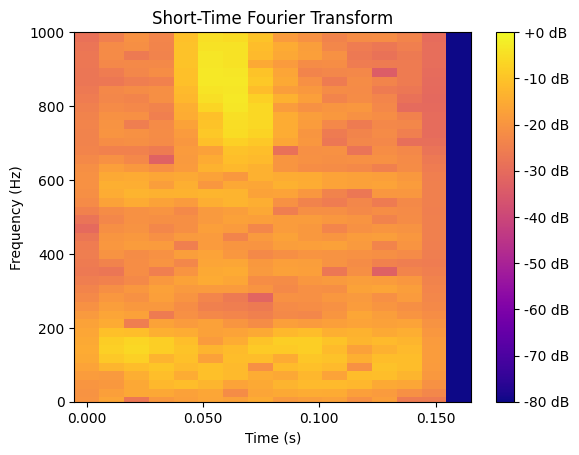 Short-Time Fourier Transform
1000
800
600
400
200
0
Frequency (Hz)
0.000
0.050
0.100
0.150
Time (s)
+0 dB
-10 dB
-20 dB
-30 dB
-40 dB
-50 dB
-60 dB
-70 dB
-80 dB